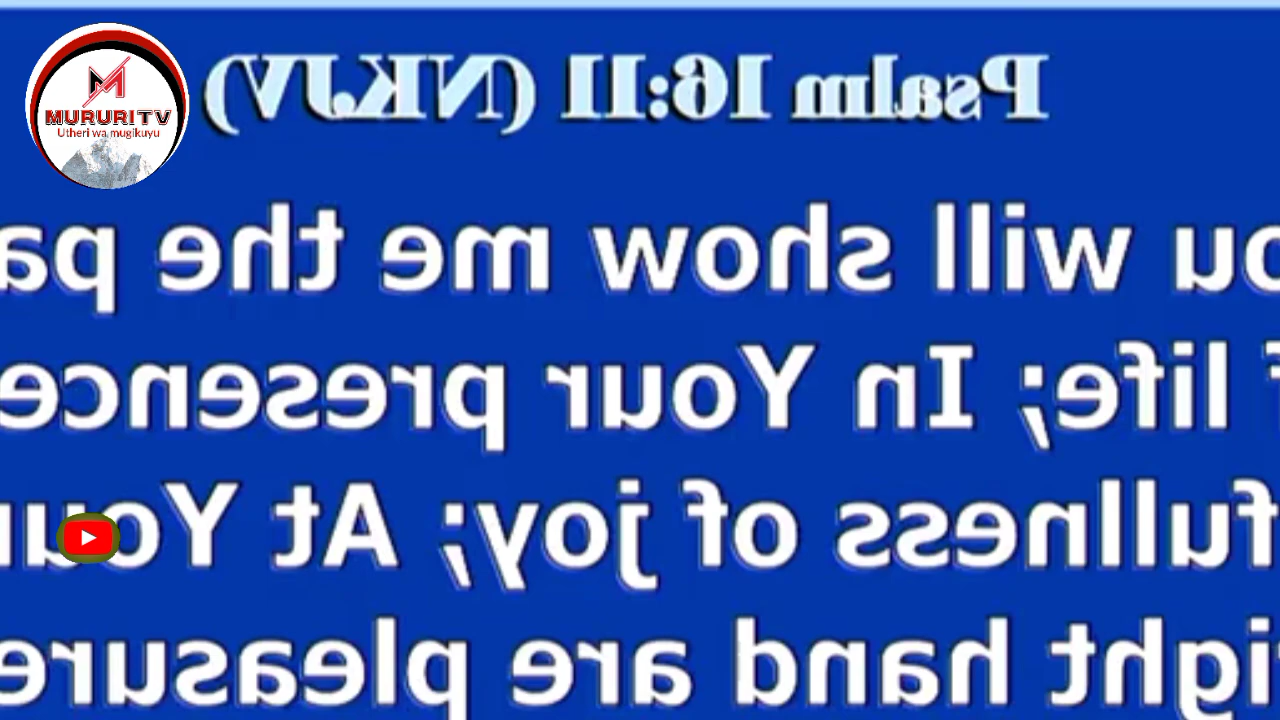 MURURI TV
Utheri wa mugikuyu
Psalm 16:11 (NKJV)
ou will show me the pa
f life; In Your presence
fullness of joy; At Your
ight hand are pleasure